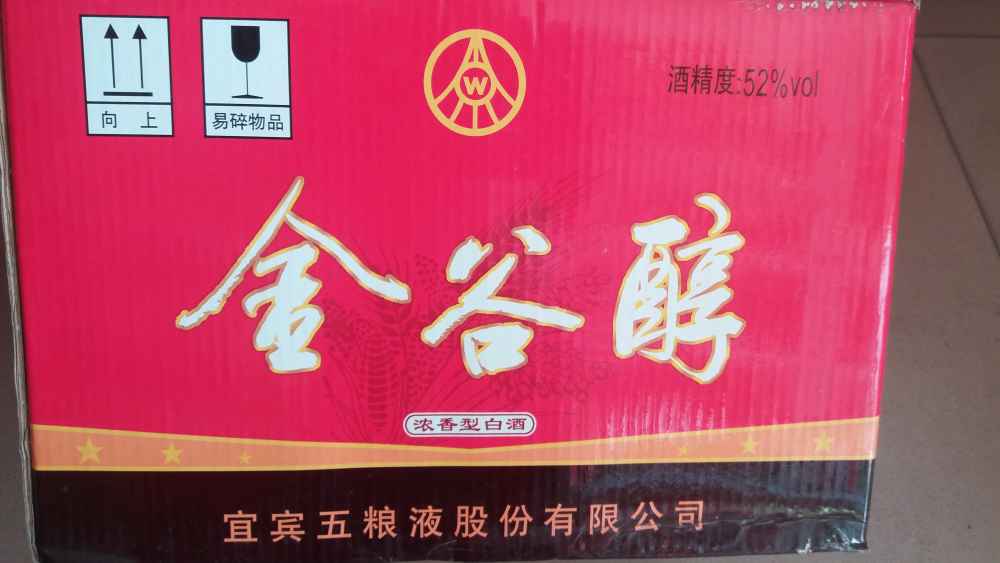 向 上
易碎物品
W
酒精度:52%vol
金谷醇
浓香型白酒
宜宾五粮液股份有限公司